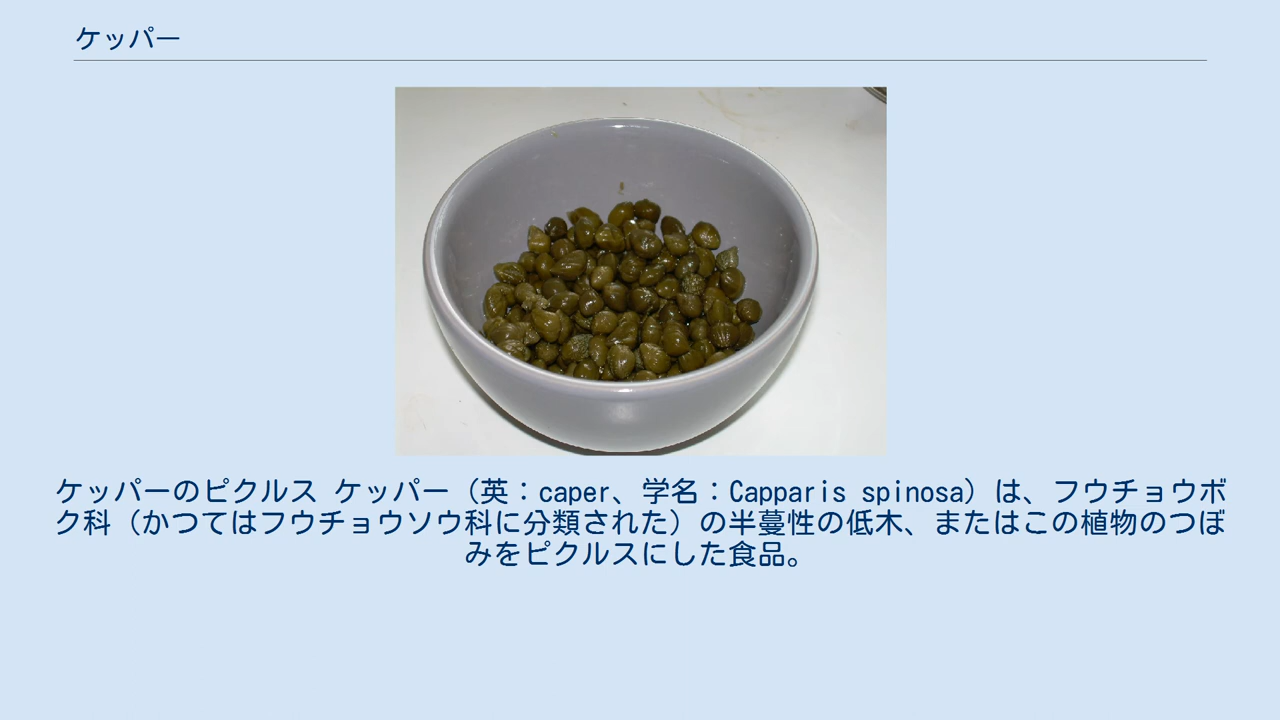 ケッパー
ケッパーのピクルス ケッパー（英：caper、学名：Capparis spinosa）は、フウチョウボ
ク科（かつてはフウチョウソウ科に分類された）の半蔓性の低木、またはこの植物のつぼ
みをピクルスにした食品。